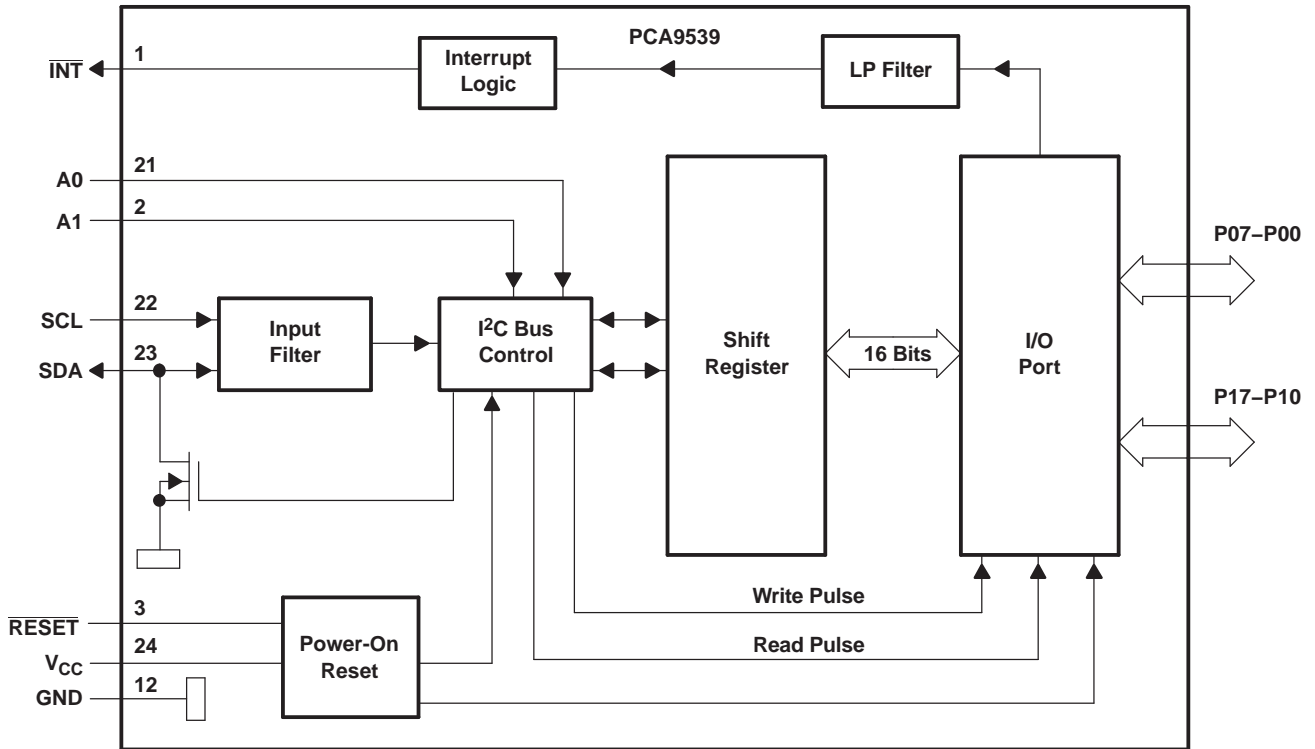 1
PCA9539
INT
Interrupt
Logic
LP Filter
21
A0
2
A1
P07–P00
22
SCL
Input
Filter
I²C Bus
Control
Shift
Register
16 Bits
I/O
Port
23
SDA
P17–P10
3
RESET
Write Pulse
24
VCC
Power-On
Reset
Read Pulse
12
GND